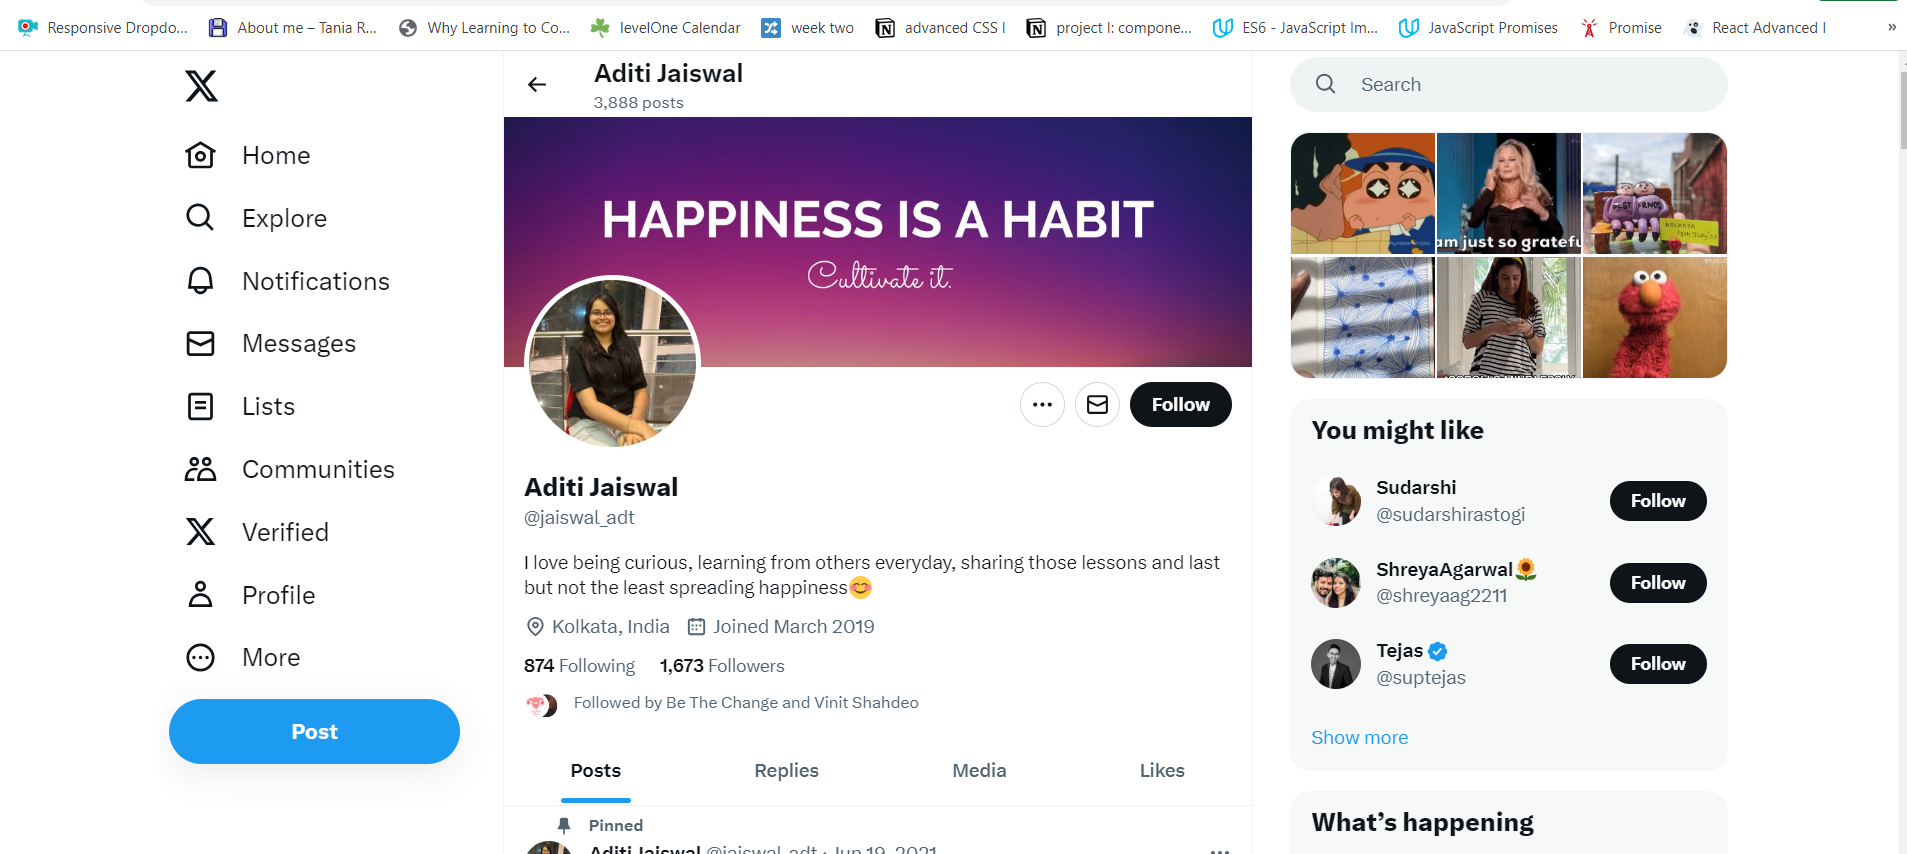 Responsive Dropdo...
About me – Tania R...
Why Learning to Co...
levelOne Calendar
week two
advanced CSS I
project I: compone...
ES6 - JavaScript Im...
JavaScript Promises
Promise
React Advanced I
»
Home
Explore
Notifications
Messages
Lists
Communities
Verified
Profile
More
Post
Aditi Jaiswal
3,888 posts
HAPPINESS IS A HABIT
Cultivate it.
Follow
Aditi Jaiswal
@jaiswal_adt
I love being curious, learning from others everyday, sharing those lessons and last
but not the least spreading happiness😊
Kolkata, India Joined March 2019
874 Following 1,673 Followers
Followed by Be The Change and Vinit Shahdeo
Posts Replies Media Likes
Pinned
Aditi Jaiswal @jaiswal_adt · Jun 19, 2021
Search
am just so gratefu
BEST FRNDS
KOLKATA
You might like
Sudarshi
@sudarshirastogi
Follow
ShreyaAgarwal🌻
@shreyaag2211
Follow
Tejas
@suptejas
Follow
Show more
What's happening